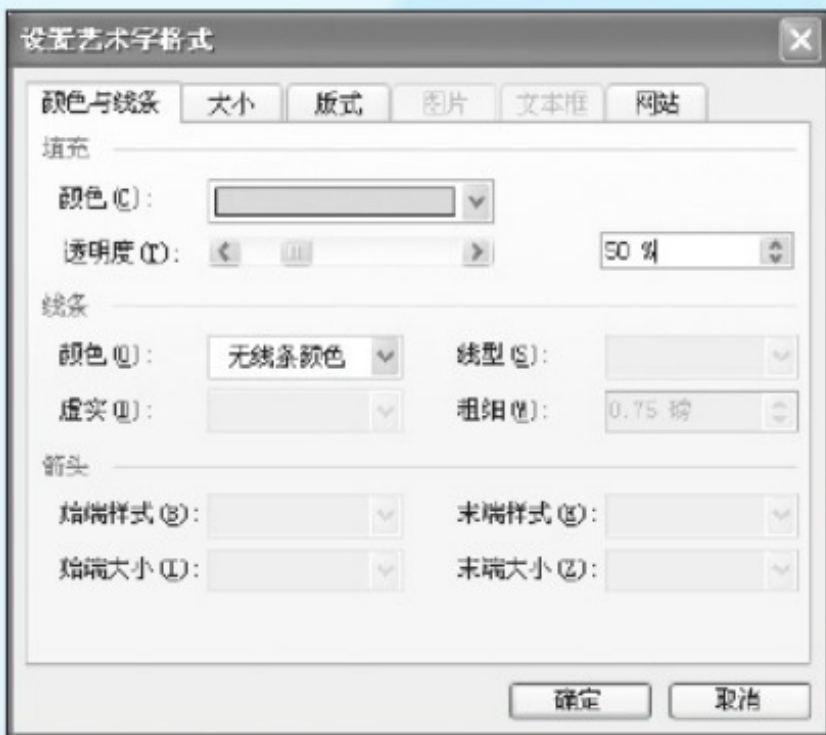 设置艺术字格式
颜色与线条 大小 版式 图片 文本框 网站
填充
颜色(C):
透明度(T): 50 %
线条
颜色(O): 无线条颜色 线型(S):
虚实(D): 粗细(W): 0.75 磅
箭头
始端样式(B): 末端样式(E):
始端大小(I): 末端大小(Z):
确定 取消